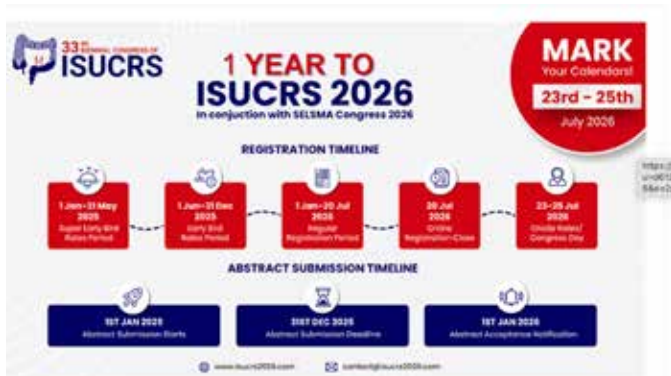 33RD BIENNIAL CONGRESS OF
ISUCRS
1 YEAR TO
ISUCRS 2026
In conjuction with SELSMA Congress 2026
MARK
Your Calendars!
23rd - 25th
July 2026
REGISTRATION TIMELINE
1 Jan-31 May
2025
Super Early Bird
Rates Period
1 Jun-31 Dec
2025
Early Bird
Rates Period
1 Jan-20 Jul
2026
Regular
Registration Period
20 Jul
2026
Online
Registration Close
23-25 Jul
2026
Onsite Rates/
Congress Day
ABSTRACT SUBMISSION TIMELINE
1ST JAN 2025
Abstract Submission Starts
31ST DEC 2025
Abstract Submission Deadline
1ST JAN 2026
Abstract Acceptance Notification
www.isucrs2026.com
contact@isucrs2026.com